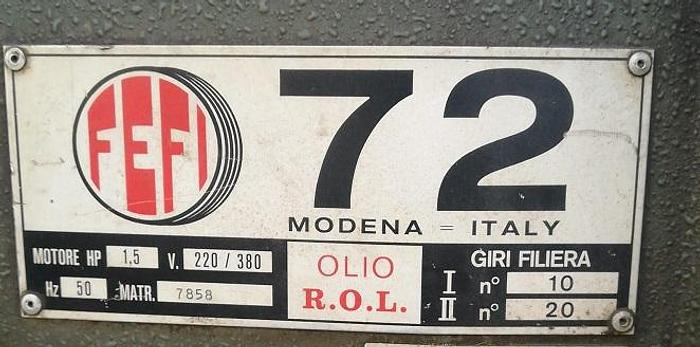 FEFI
72
MODENA = ITALY
MOTORE HP 1,5 V. 220 / 380
Hz 50 MATR. 7858
OLIO
R.O.L.
GIRI FILIERA
I n° 10
II n° 20